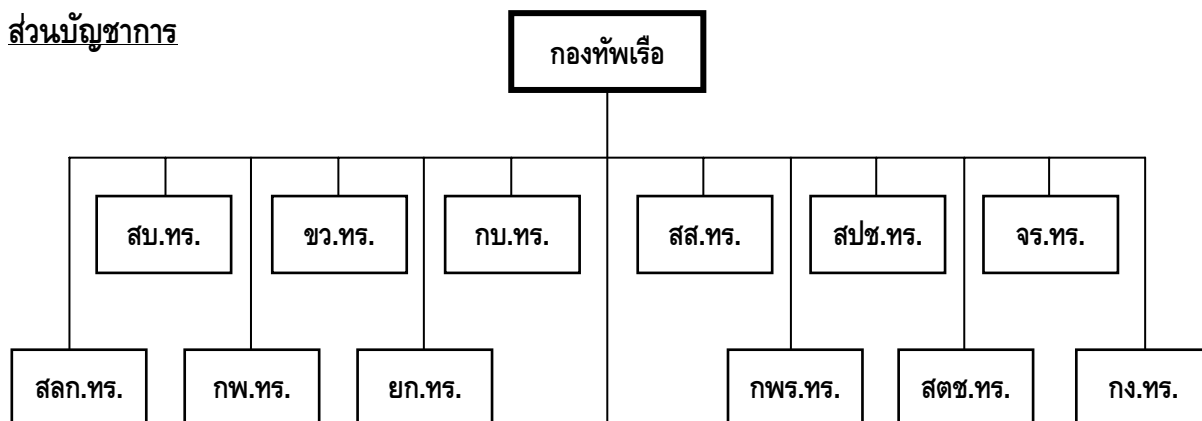 ส่วนบัญชาการ
กองทัพเรือ
สบ.ทร. ขว.ทร. กบ.ทร. สส.ทร. สปช.ทร. จร.ทร.
สลก.ทร. กพ.ทร. ยก.ทร. กพร.ทร. สตช.ทร. กง.ทร.